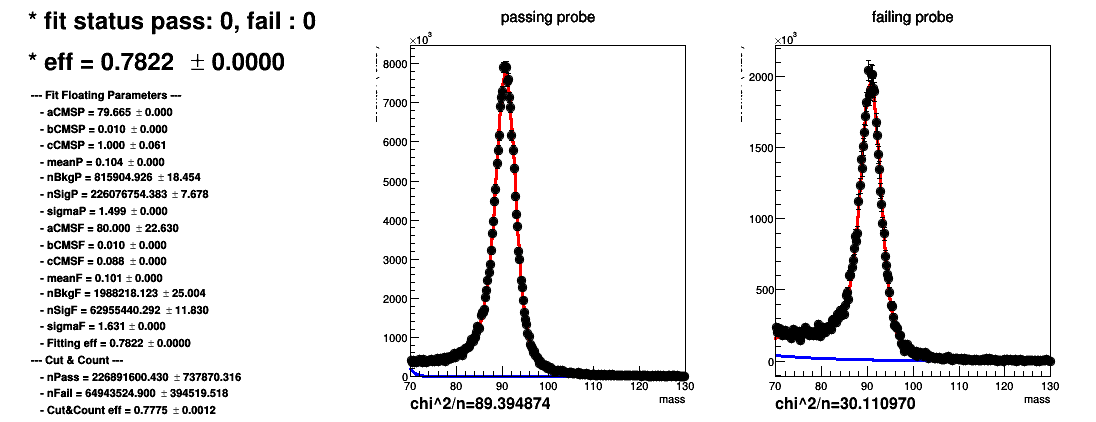 * fit status pass: 0, fail : 0
* eff = 0.7822 ± 0.0000
--- Fit Floating Parameters ---
- aCMSP = 79.665 ± 0.000
- bCMSP = 0.010 ± 0.000
- cCMSP = 1.000 ± 0.061
- meanP = 0.104 ± 0.000
- nBkgP = 815904.926 ± 18.454
- nSigP = 226076754.383 ± 7.678
- sigmaP = 1.499 ± 0.000
- aCMSF = 80.000 ± 22.630
- bCMSF = 0.010 ± 0.000
- cCMSF = 0.088 ± 0.000
- meanF = 0.101 ± 0.000
- nBkgF = 1988218.123 ± 25.004
- nSigF = 62955440.292 ± 11.830
- sigmaF = 1.631 ± 0.000
- Fitting eff = 0.7822 ± 0.0000
--- Cut & Count ---
- nPass = 226891600.430 ± 737870.316
- nFail = 64943524.900 ± 394519.518
- Cut&Count eff = 0.7775 ± 0.0012
passing probe
×10³
8000
7000
6000
5000
4000
3000
2000
1000
0
70 80 90 100 110 120 130
mass
chi^2/n=89.394874
failing probe
×10³
2000
1500
1000
500
0
70 80 90 100 110 120 130
mass
chi^2/n=30.110970